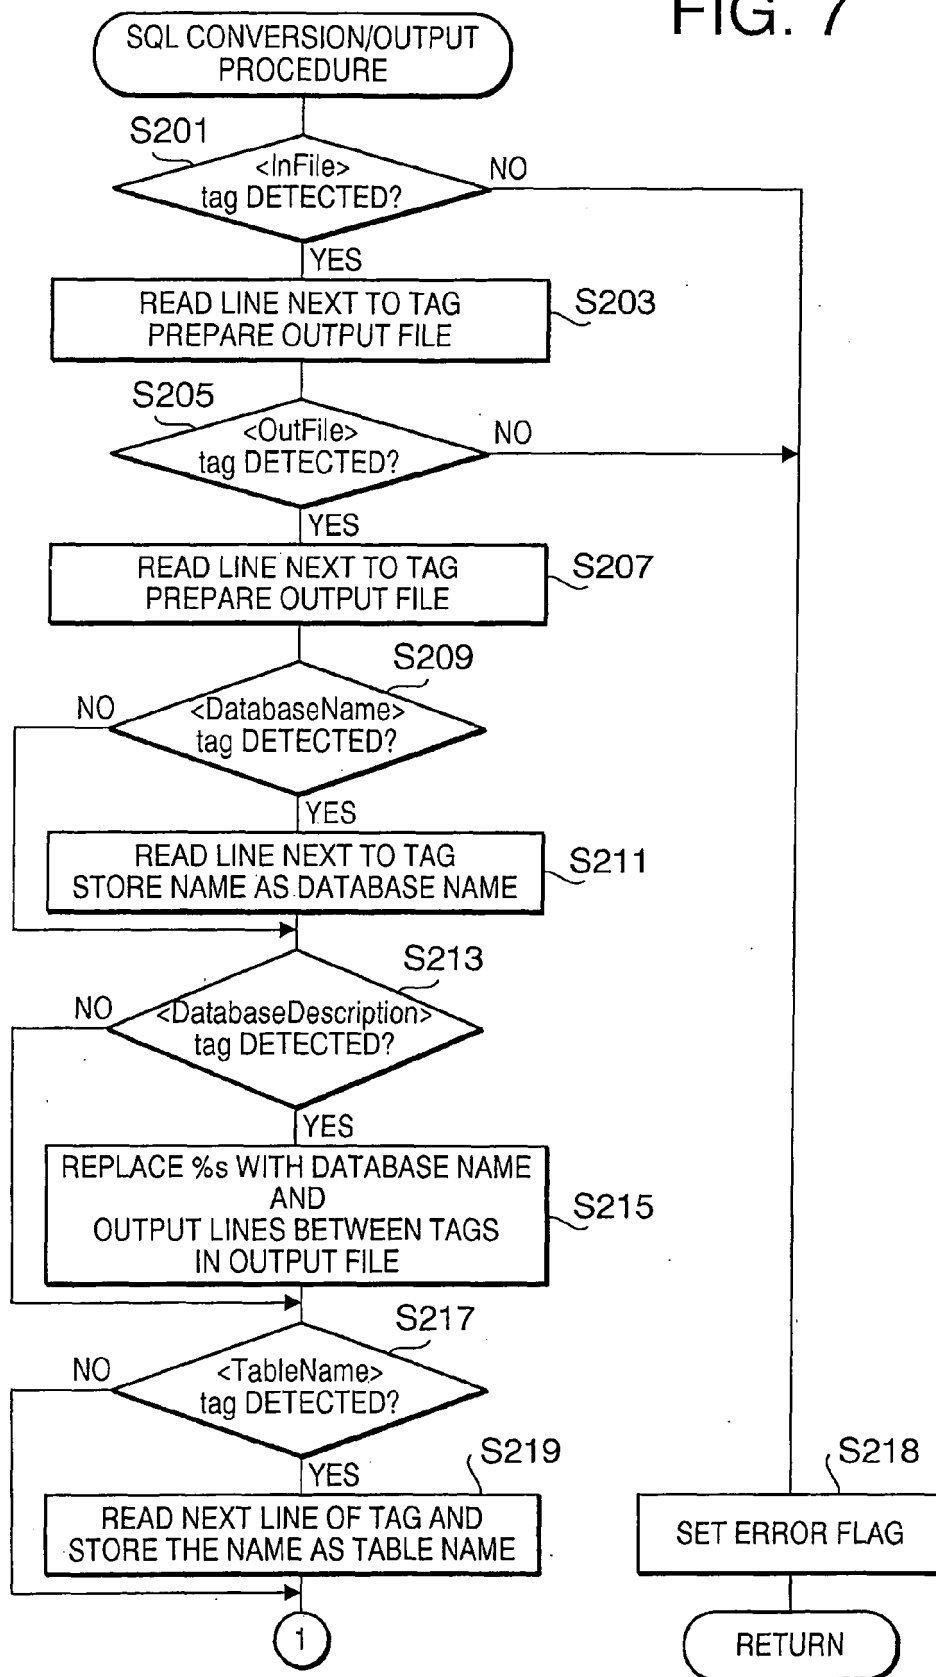 FIG. 7
SQL CONVERSION/OUTPUT
PROCEDURE
S201
<InFile>
tag DETECTED?
NO
YES
READ LINE NEXT TO TAG
PREPARE OUTPUT FILE
S203
S205
<OutFile>
tag DETECTED?
NO
YES
READ LINE NEXT TO TAG
PREPARE OUTPUT FILE
S207
S209
NO
<DatabaseName>
tag DETECTED?
YES
READ LINE NEXT TO TAG
STORE NAME AS DATABASE NAME
S211
S213
NO
<DatabaseDescription>
tag DETECTED?
YES
REPLACE %s WITH DATABASE NAME
AND
OUTPUT LINES BETWEEN TAGS
IN OUTPUT FILE
S215
S217
NO
<TableName>
tag DETECTED?
YES
S219
READ NEXT LINE OF TAG AND
STORE THE NAME AS TABLE NAME
1
S218
SET ERROR FLAG
RETURN